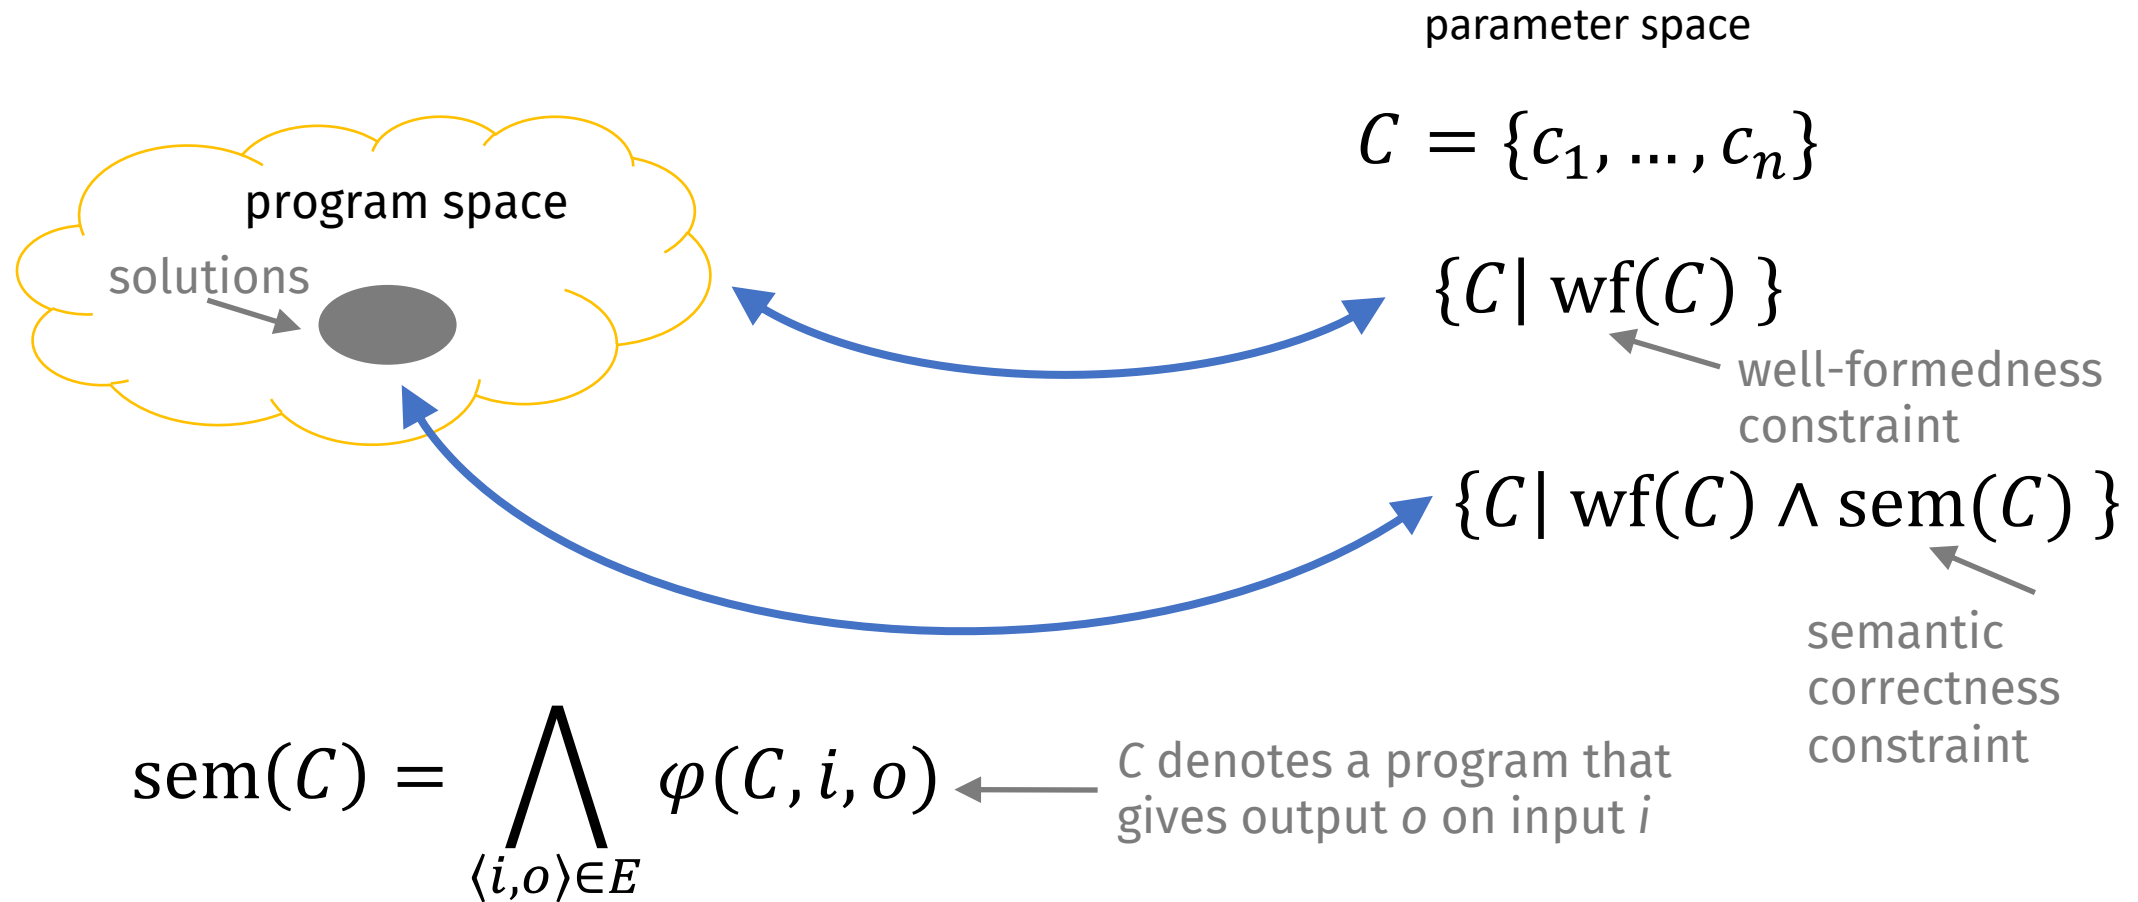 parameter space
C = {c₁, … , cₙ}
program space
solutions
{C| wf(C) }
well-formedness
constraint
{C| wf(C) ∧ sem(C) }
semantic
correctness
constraint
sem(C) = ⋀ φ(C, i, o)
⟨i,o⟩∈E
C denotes a program that
gives output o on input i